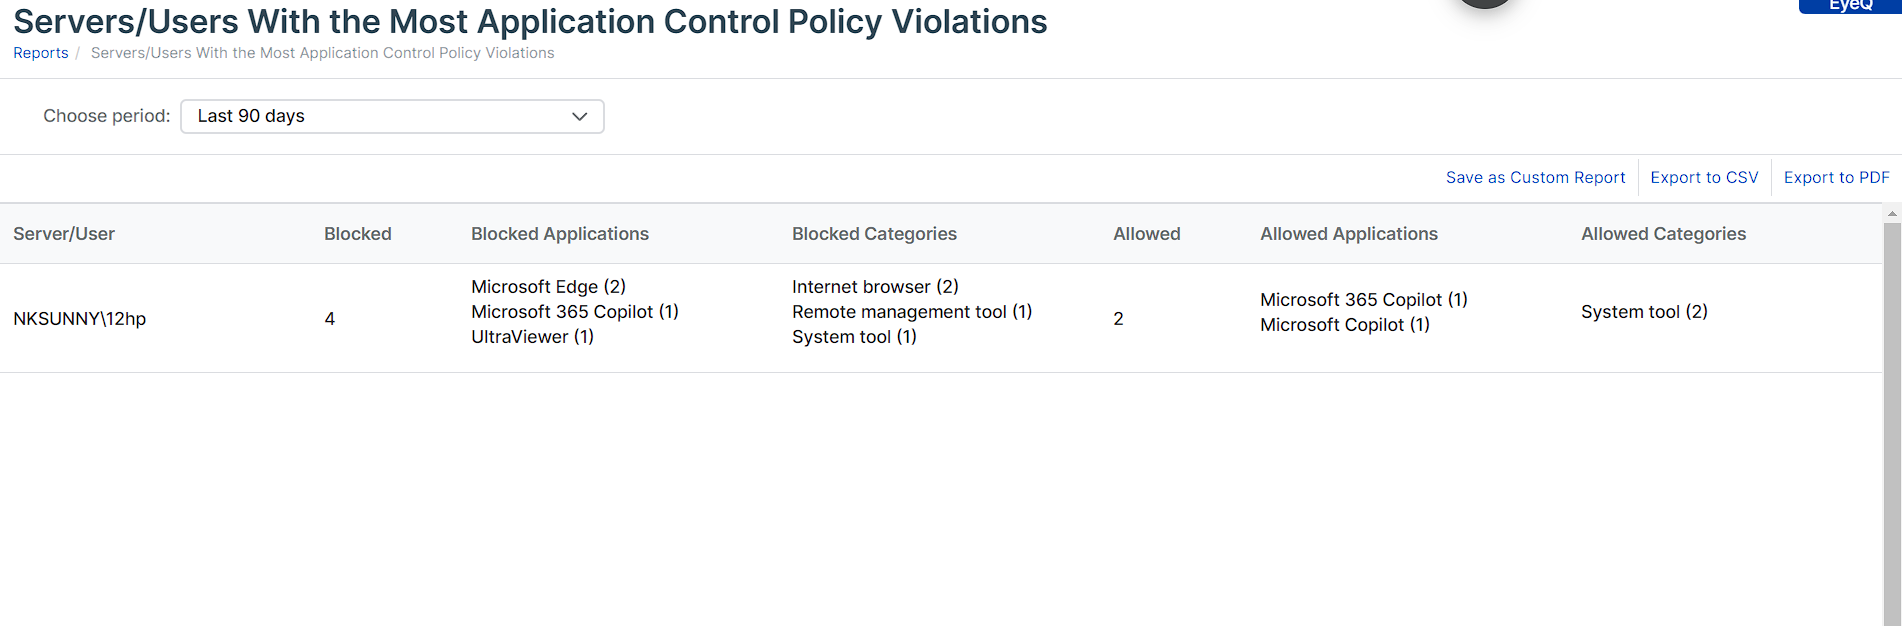 Servers/Users With the Most Application Control Policy Violations
EyeQ
Reports / Servers/Users With the Most Application Control Policy Violations
Choose period: Last 90 days
Save as Custom Report Export to CSV Export to PDF
Server/User Blocked Blocked Applications Blocked Categories Allowed Allowed Applications Allowed Categories
NKSUNNY\12hp
4
Microsoft Edge (2)
Microsoft 365 Copilot (1)
UltraViewer (1)
Internet browser (2)
Remote management tool (1)
System tool (1)
2
Microsoft 365 Copilot (1)
Microsoft Copilot (1)
System tool (2)